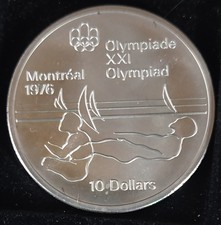 Olympiade
XXI
Olympiad
Montréal
1976
10 Dollars